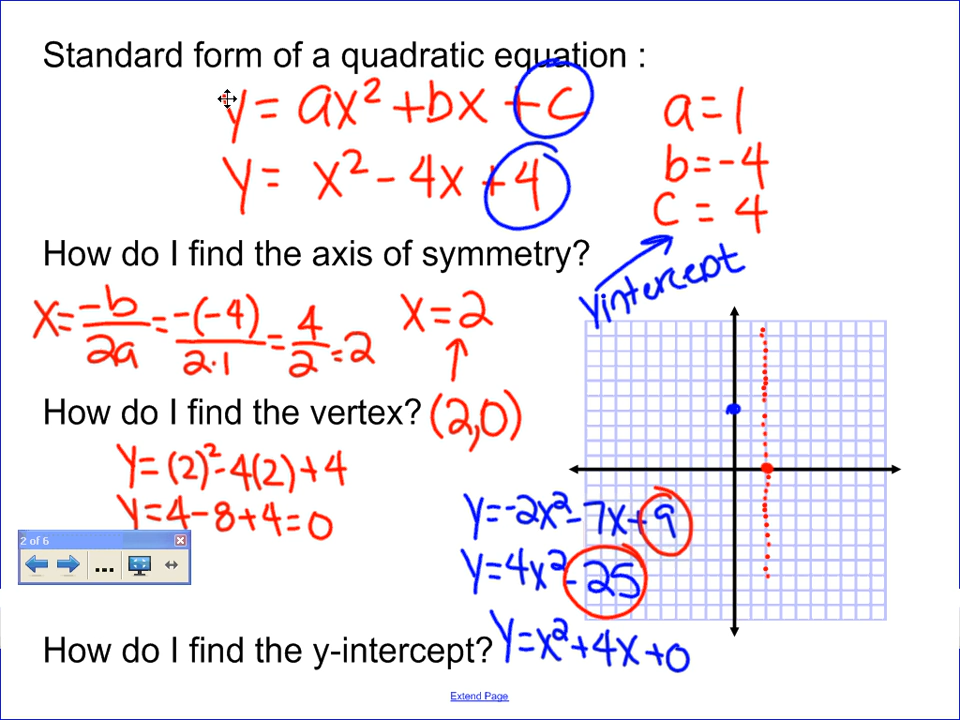 Standard form of a quadratic equation :
y = ax² + bx + c
y = x² - 4x + 4
a = 1
b = -4
c = 4
How do I find the axis of symmetry?
y intercept
x = -b/2a = -(-4)/2·1 = 4/2 = 2
x = 2
How do I find the vertex? (2,0)
y = (2)² - 4(2) + 4
y = 4 - 8 + 4 = 0
y = -2x² - 7x + 9
2 of 6
...
y = 4x² - 25
How do I find the y-intercept? y = x² + 4x + 0
Extend Page